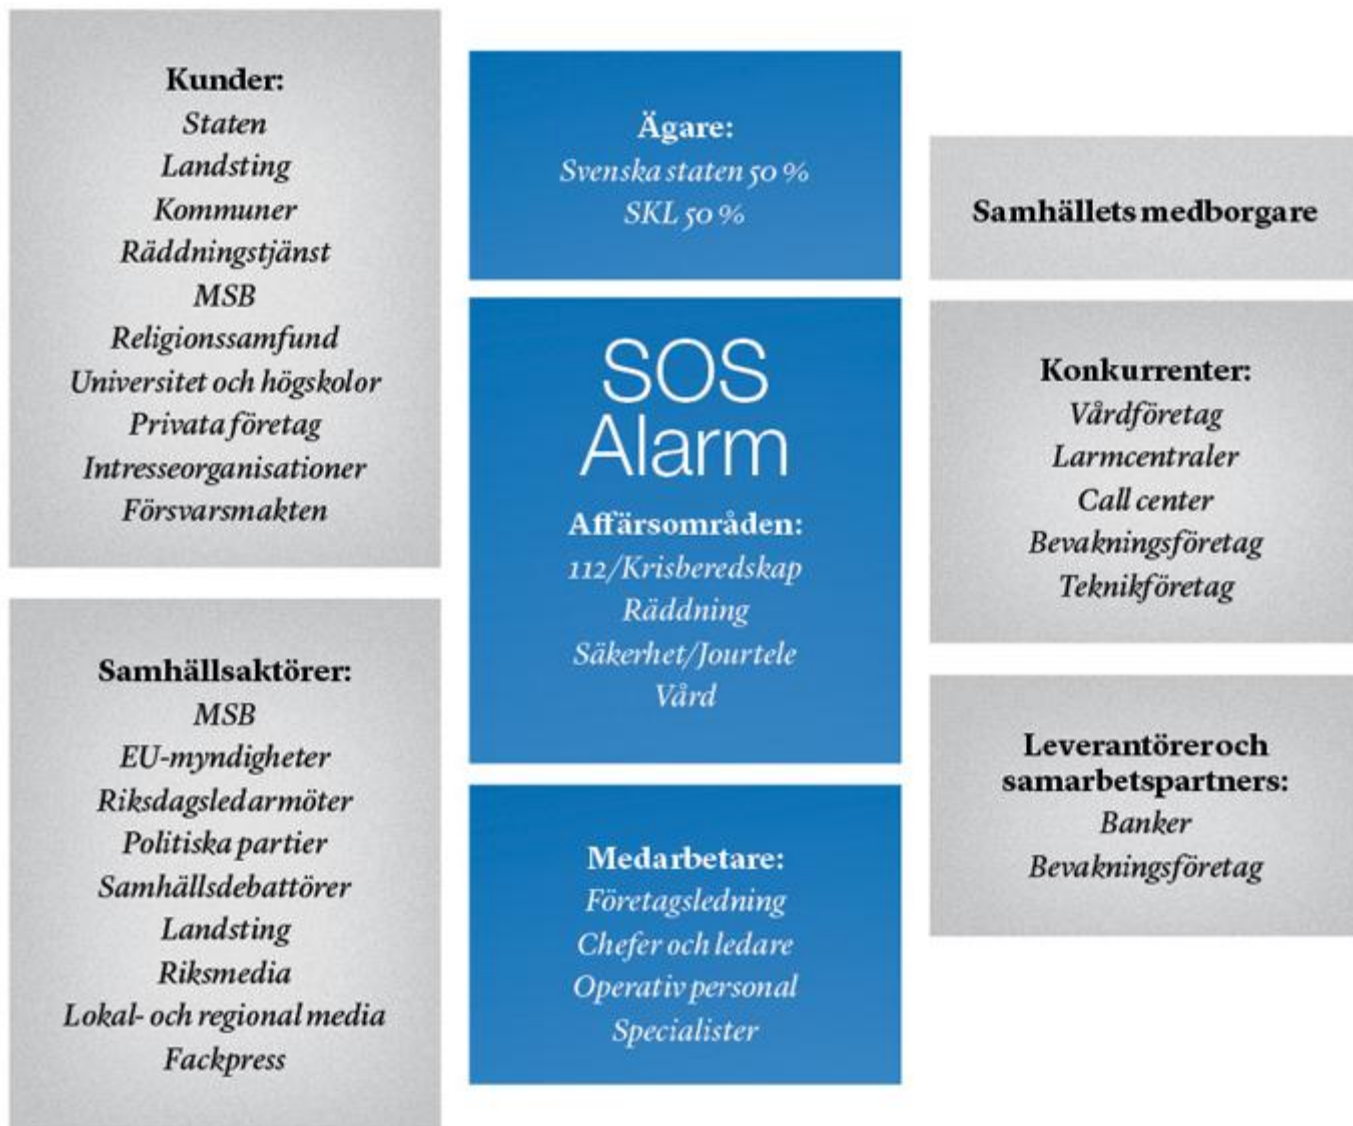 Kunder:
Staten
Landsting
Kommuner
Räddningstjänst
MSB
Religionssamfund
Universitet och högskolor
Privata företag
Intresseorganisationer
Försvarsmakten
Samhällsaktörer:
MSB
EU-myndigheter
Riksdagsledarmöter
Politiska partier
Samhällsdebattörer
Landsting
Riksmedia
Lokal- och regional media
Fackpress
Ägare:
Svenska staten 50 %
SKL 50 %
SOS
Alarm
Affärsområden:
112/Krisberedskap
Räddning
Säkerhet/Jourtele
Vård
Medarbetare:
Företagsledning
Chefer och ledare
Operativ personal
Specialister
Samhällets medborgare
Konkurrenter:
Vårdföretag
Larmcentraler
Call center
Bevakningsföretag
Teknikföretag
Leverantörer och
samarbetspartners:
Banker
Bevakningsföretag